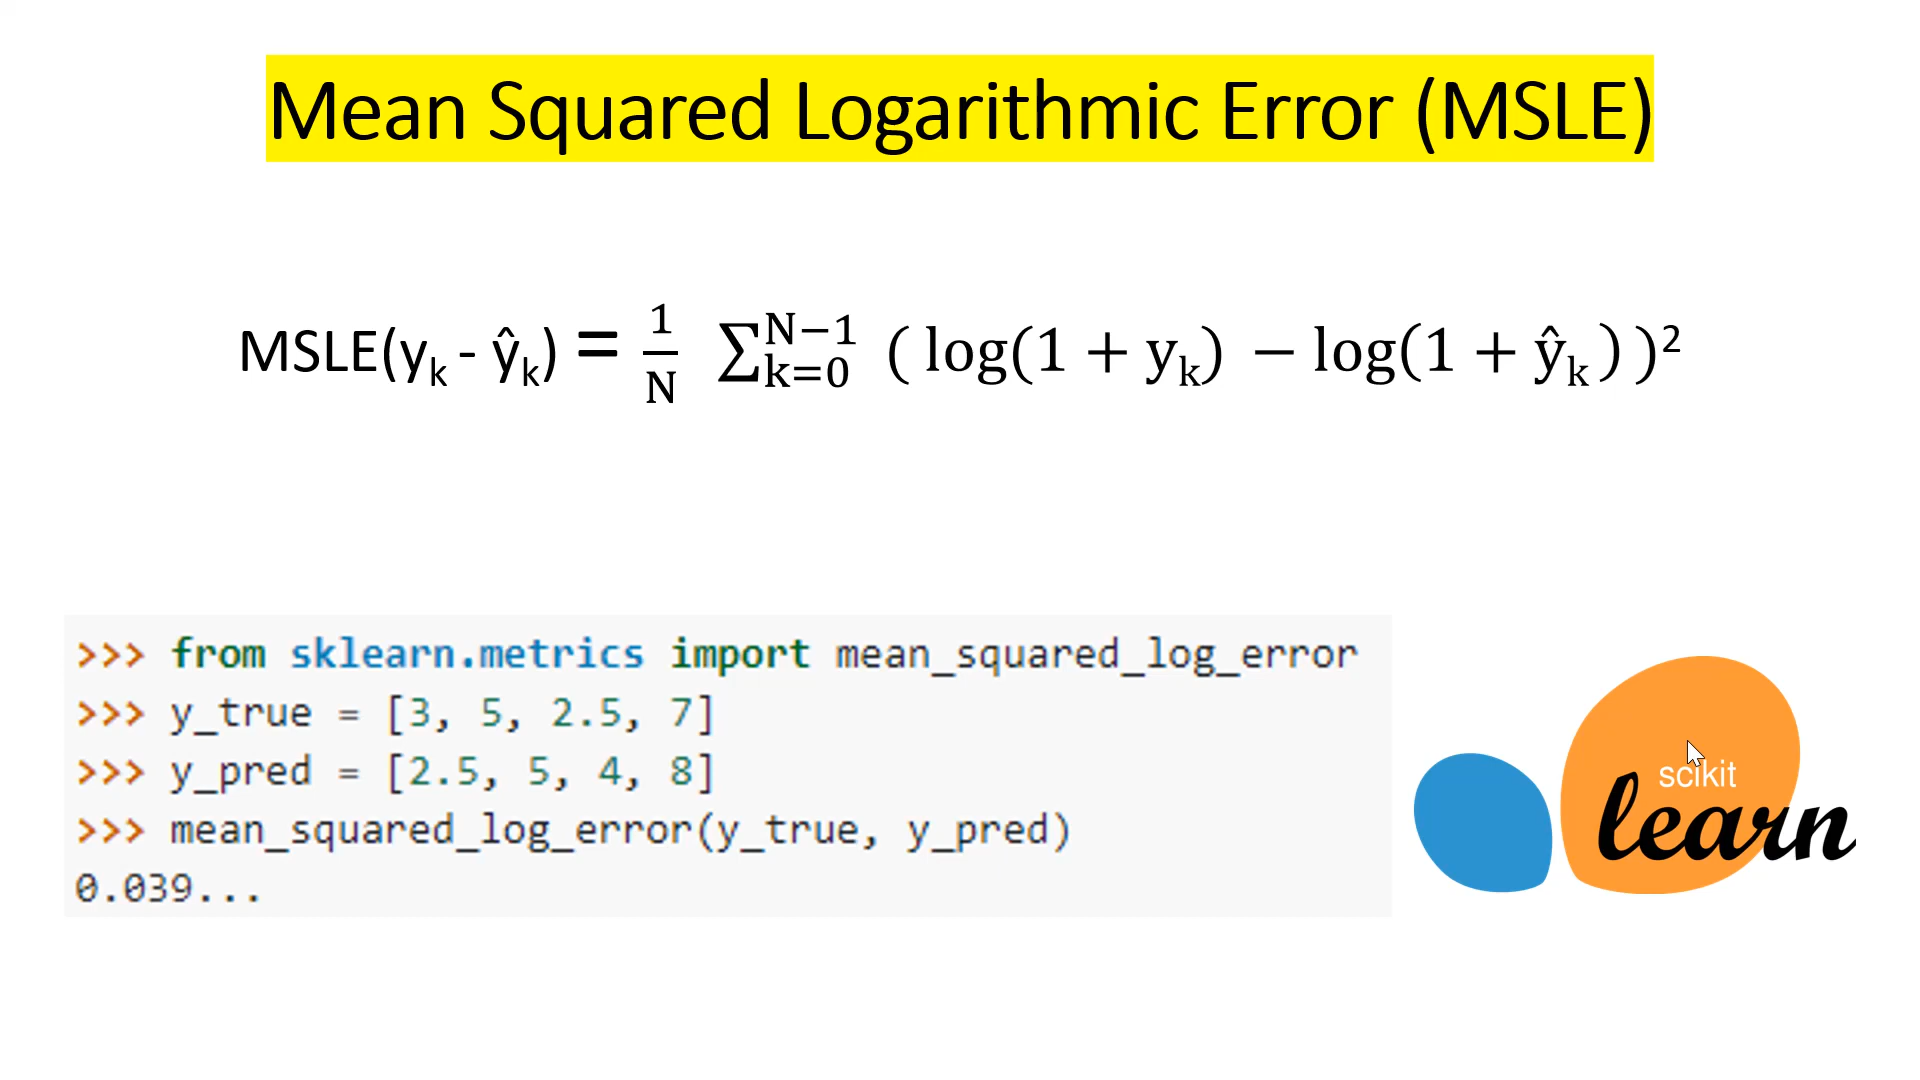 Mean Squared Logarithmic Error (MSLE)
MSLE(yₖ - ŷₖ) = 1/N ∑ₖ₌₀ᴺ⁻¹ ( log(1 + yₖ) − log(1 + ŷₖ ) )²
>>> from sklearn.metrics import mean_squared_log_error
>>> y_true = [3, 5, 2.5, 7]
>>> y_pred = [2.5, 5, 4, 8]
>>> mean_squared_log_error(y_true, y_pred)
0.039...
scikit
learn